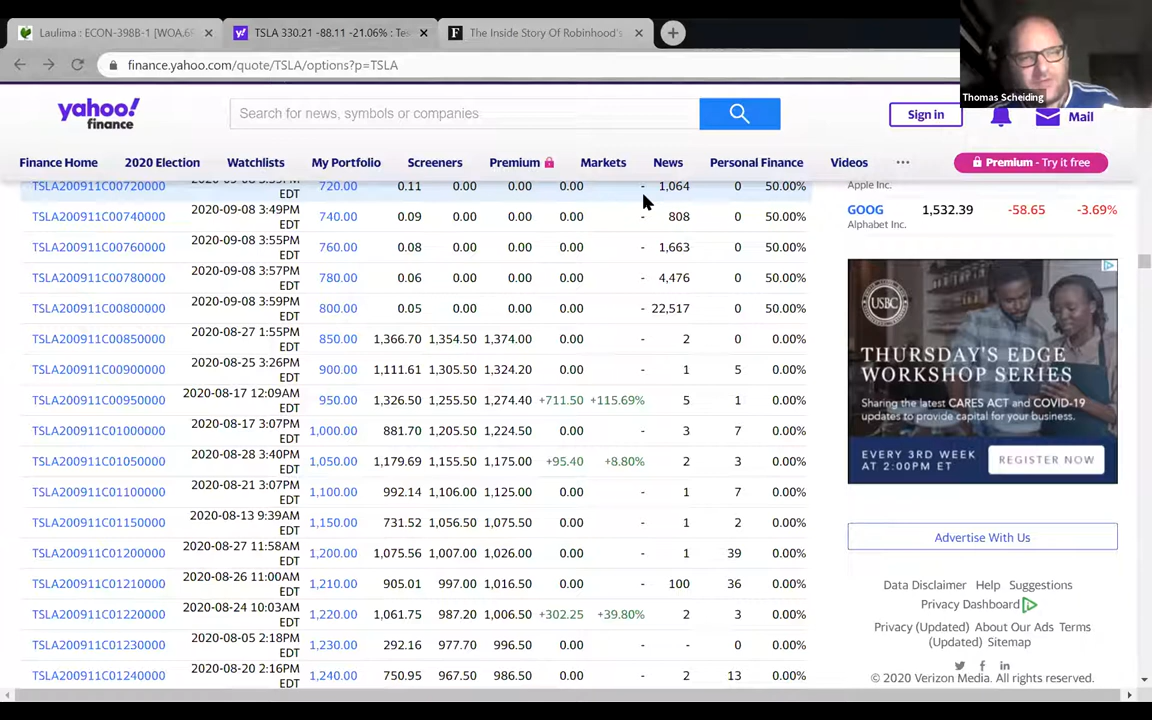 Laulima : ECON-398B-1 [WOA.6
TSLA 330.21 -88.11 -21.06% : Te
The Inside Story Of Robinhood's
finance.yahoo.com/quote/TSLA/options?p=TSLA
Thomas Scheiding
yahoo!
finance
Search for news, symbols or companies
Sign in
Mail
Finance Home 2020 Election Watchlists My Portfolio Screeners Premium Markets News Personal Finance Videos ... Premium - Try it free
TSLA200911C00720000 EDT 720.00 0.11 0.00 0.00 0.00 - 1,064 0 50.00%
TSLA200911C00740000 2020-09-08 3:49PM EDT 740.00 0.09 0.00 0.00 0.00 - 808 0 50.00%
TSLA200911C00760000 2020-09-08 3:55PM EDT 760.00 0.08 0.00 0.00 0.00 - 1,663 0 50.00%
TSLA200911C00780000 2020-09-08 3:57PM EDT 780.00 0.06 0.00 0.00 0.00 - 4,476 0 50.00%
TSLA200911C00800000 2020-09-08 3:59PM EDT 800.00 0.05 0.00 0.00 0.00 - 22,517 0 50.00%
TSLA200911C00850000 2020-08-27 1:55PM EDT 850.00 1,366.70 1,354.50 1,374.00 0.00 - 2 0 0.00%
TSLA200911C00900000 2020-08-25 3:26PM EDT 900.00 1,111.61 1,305.50 1,324.20 0.00 - 1 5 0.00%
TSLA200911C00950000 2020-08-17 12:09AM EDT 950.00 1,326.50 1,255.50 1,274.40 +711.50 +115.69% 5 1 0.00%
TSLA200911C01000000 2020-08-17 3:07PM EDT 1,000.00 881.70 1,205.50 1,224.50 0.00 - 3 7 0.00%
TSLA200911C01050000 2020-08-28 3:40PM EDT 1,050.00 1,179.69 1,155.50 1,175.00 +95.40 +8.80% 2 3 0.00%
TSLA200911C01100000 2020-08-21 3:07PM EDT 1,100.00 992.14 1,106.00 1,125.00 0.00 - 1 7 0.00%
TSLA200911C01150000 2020-08-13 9:39AM EDT 1,150.00 731.52 1,056.50 1,075.50 0.00 - 1 2 0.00%
TSLA200911C01200000 2020-08-27 11:58AM EDT 1,200.00 1,075.56 1,007.00 1,026.00 0.00 - 1 39 0.00%
TSLA200911C01210000 2020-08-26 11:00AM EDT 1,210.00 905.01 997.00 1,016.50 0.00 - 100 36 0.00%
TSLA200911C01220000 2020-08-24 10:03AM EDT 1,220.00 1,061.75 987.20 1,006.50 +302.25 +39.80% 2 3 0.00%
TSLA200911C01230000 2020-08-05 2:18PM EDT 1,230.00 292.16 977.70 996.50 0.00 - - 0 0.00%
TSLA200911C01240000 2020-08-20 2:16PM EDT 1,240.00 750.95 967.50 986.50 0.00 - 2 13 0.00%
Apple Inc.
GOOG 1,532.39 -58.65 -3.69%
Alphabet Inc.
USBC
THURSDAY'S EDGE
WORKSHOP SERIES
Sharing the latest CARES ACT and COVID-19
updates to provide capital for your business.
EVERY 3RD WEEK
AT 2:00PM ET
REGISTER NOW
Advertise With Us
Data Disclaimer Help Suggestions
Privacy Dashboard
Privacy (Updated) About Our Ads Terms
(Updated) Sitemap
© 2020 Verizon Media. All rights reserved.